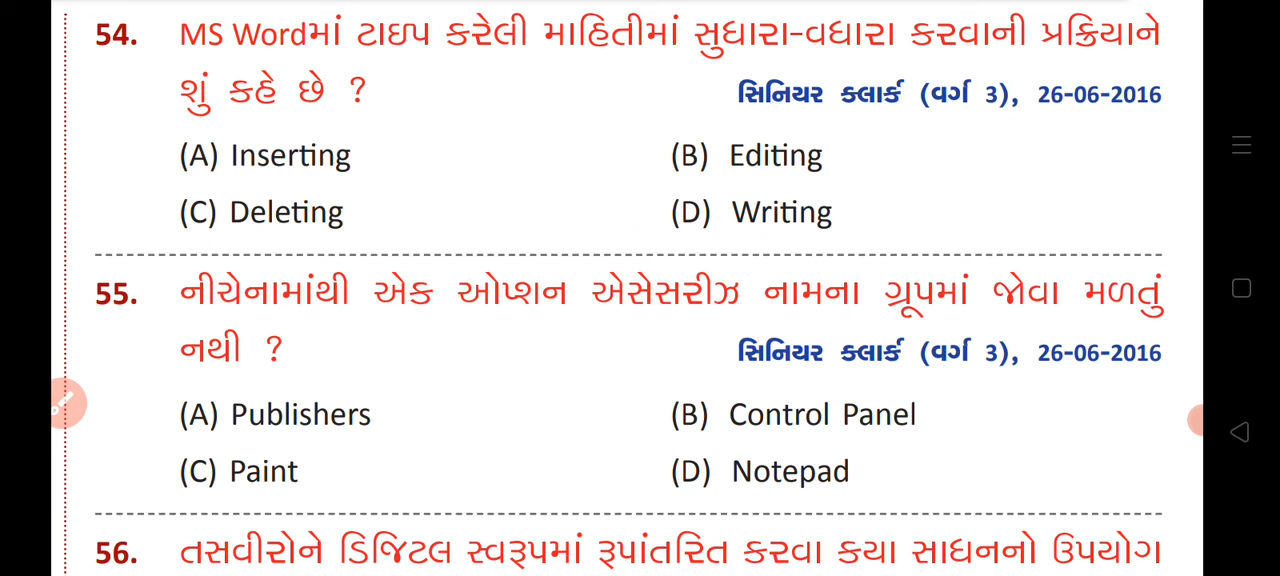 54. MS Wordમાં ટાઇપ કરેલી માહિતીમાં સુધારા-વધારા કરવાની પ્રક્રિયાને
શું કહે છે ? સિનિયર ક્લાર્ક (વર્ગ 3), 26-06-2016
(A) Inserting (B) Editing
(C) Deleting (D) Writing
55. નીચેનામાંથી એક ઓપ્શન એસેસરીઝ નામના ગ્રૂપમાં જોવા મળતું
નથી ? સિનિયર ક્લાર્ક (વર્ગ 3), 26-06-2016
(A) Publishers (B) Control Panel
(C) Paint (D) Notepad
56. તસવીરોને ડિજિટલ સ્વરૂપમાં રૂપાંતરિત કરવા કયા સાધનનો ઉપયોગ